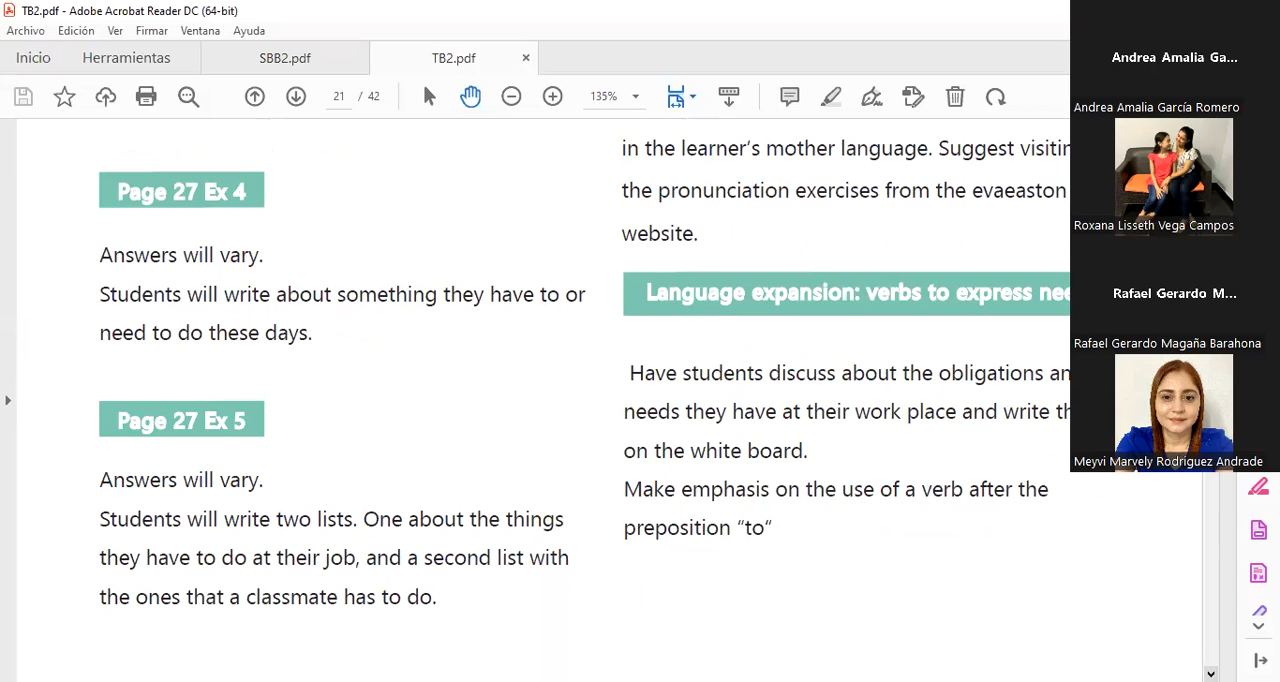 TB2.pdf - Adobe Acrobat Reader DC (64-bit)
Archivo Edición Ver Firmar Ventana Ayuda
Inicio Herramientas SBB2.pdf TB2.pdf ×
21 / 42 135%
Page 27 Ex 4
Answers will vary.
Students will write about something they have to or
need to do these days.
Page 27 Ex 5
Answers will vary.
Students will write two lists. One about the things
they have to do at their job, and a second list with
the ones that a classmate has to do.
in the learner's mother language. Suggest visitin
the pronunciation exercises from the evaeaston
website.
Language expansion: verbs to express nee
Have students discuss about the obligations an
needs they have at their work place and write th
on the white board.
Make emphasis on the use of a verb after the
preposition “to“
Andrea Amalia Ga...
Andrea Amalia García Romero
Roxana Lisseth Vega Campos
Rafael Gerardo M...
Rafael Gerardo Magaña Barahona
Meyvi Marvely Rodriguez Andrade